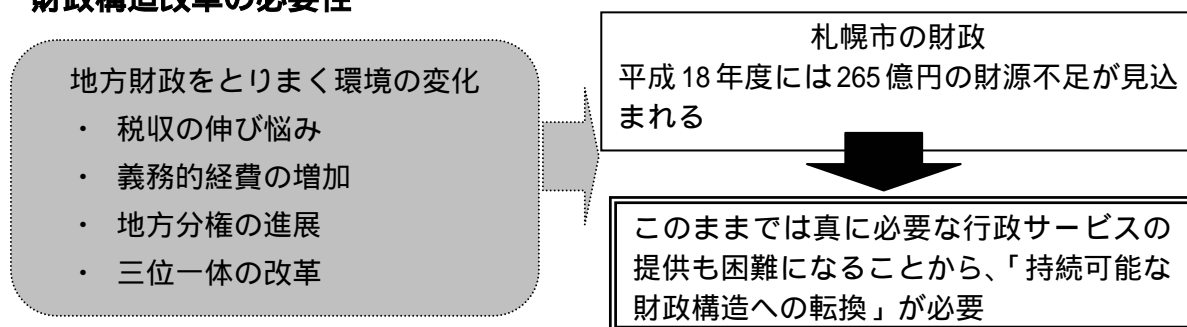 財政構造改革の必要性
地方財政をとりまく環境の変化
・ 税収の伸び悩み
・ 義務的経費の増加
・ 地方分権の進展
・ 三位一体の改革
札幌市の財政
平成18年度には265億円の財源不足が見込
まれる
このままでは真に必要な行政サービスの
提供も困難になることから、「持続可能な
財政構造への転換」が必要